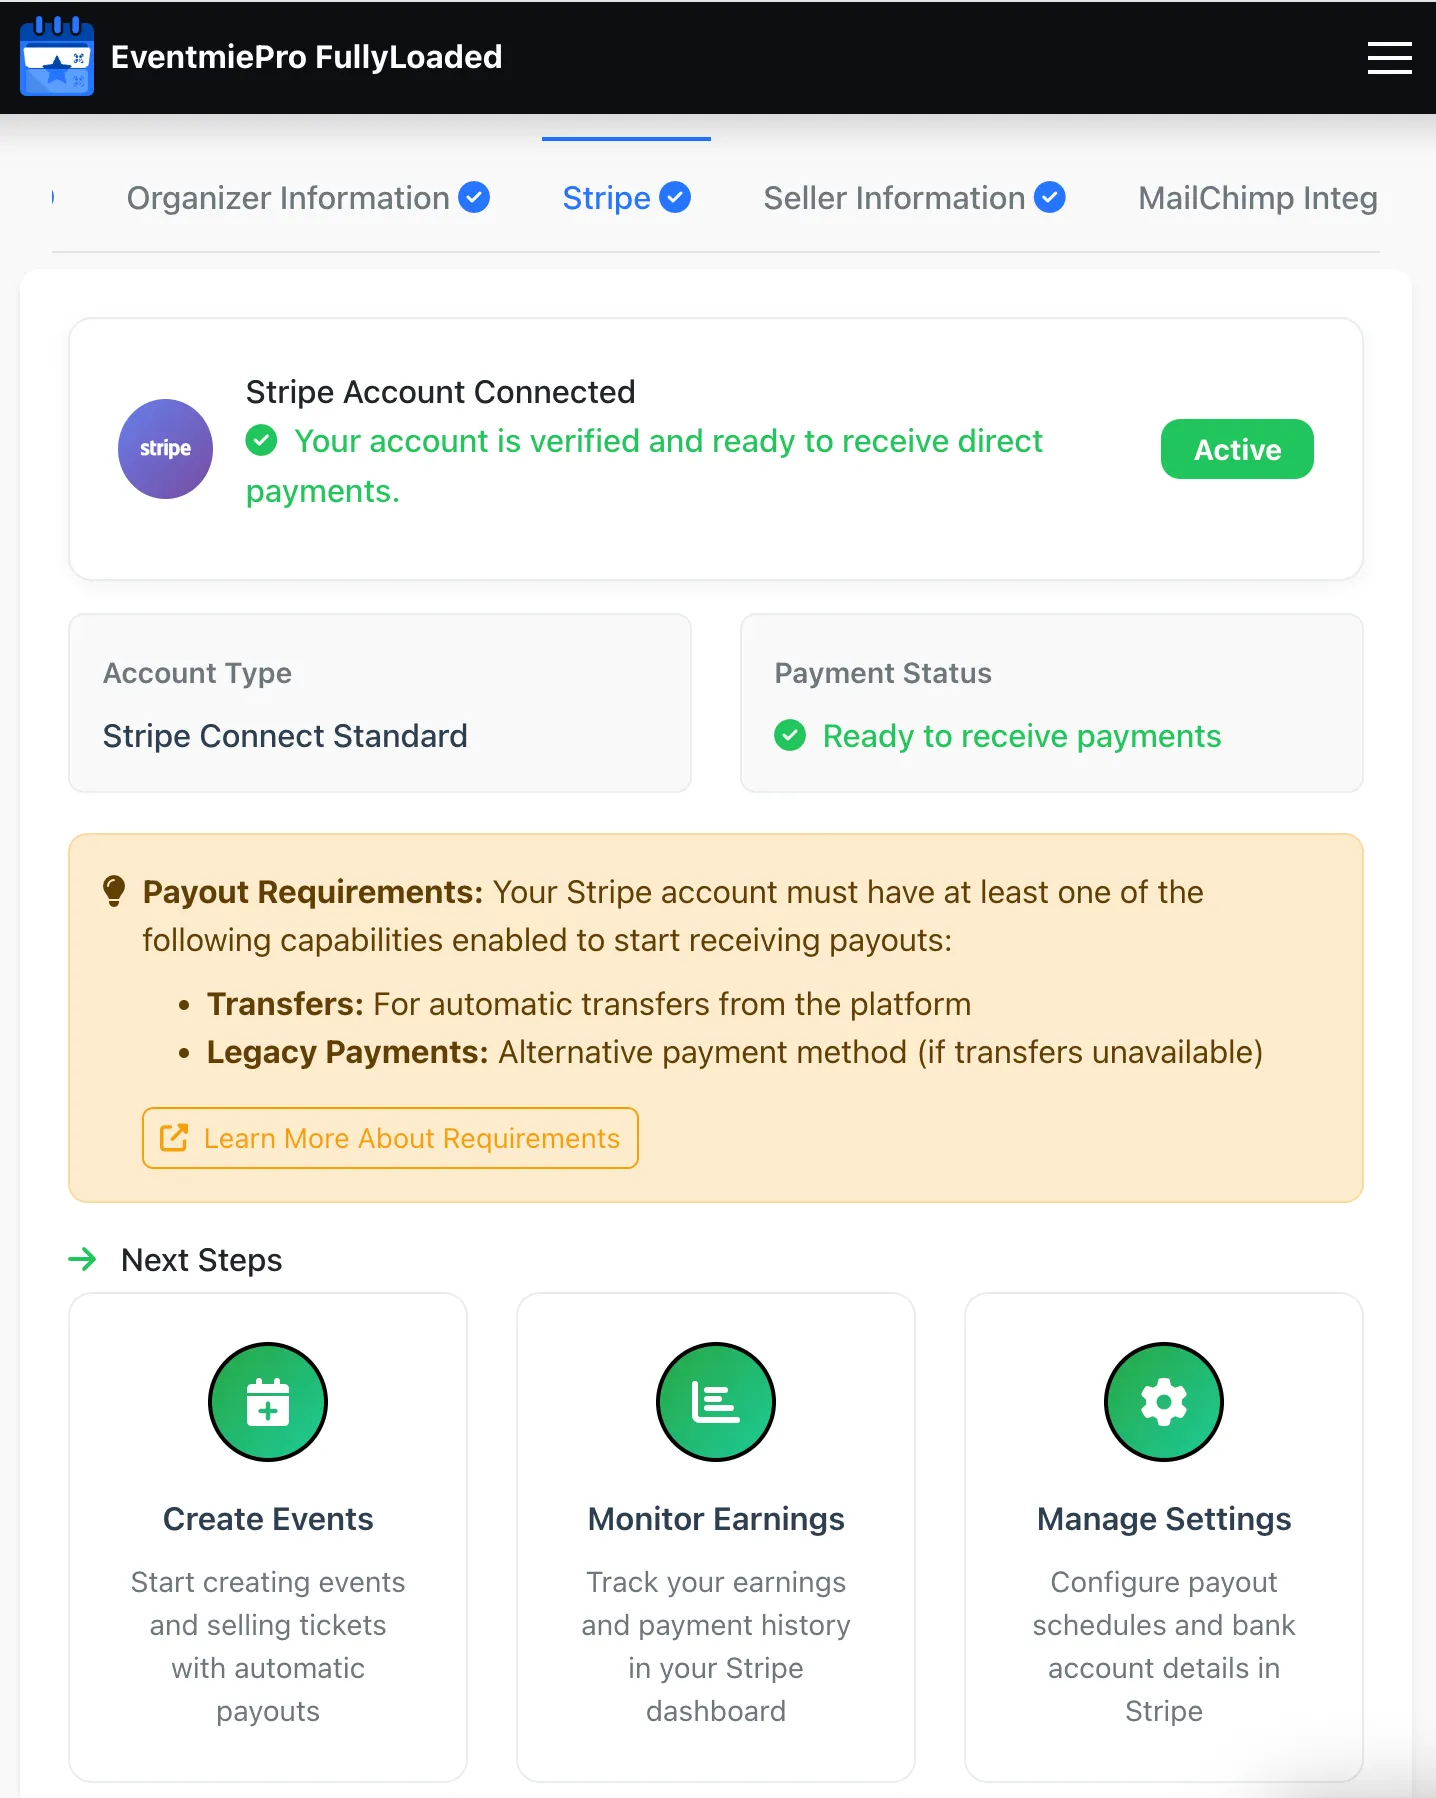 EventmiePro FullyLoaded
Organizer Information
Stripe
Seller Information
MailChimp Integ
stripe
Stripe Account Connected
Your account is verified and ready to receive direct
payments.
Active
Account Type
Stripe Connect Standard
Payment Status
Ready to receive payments
Payout Requirements: Your Stripe account must have at least one of the
following capabilities enabled to start receiving payouts:
• Transfers: For automatic transfers from the platform
• Legacy Payments: Alternative payment method (if transfers unavailable)
Learn More About Requirements
Next Steps
Create Events
Start creating events
and selling tickets
with automatic
payouts
Monitor Earnings
Track your earnings
and payment history
in your Stripe
dashboard
Manage Settings
Configure payout
schedules and bank
account details in
Stripe